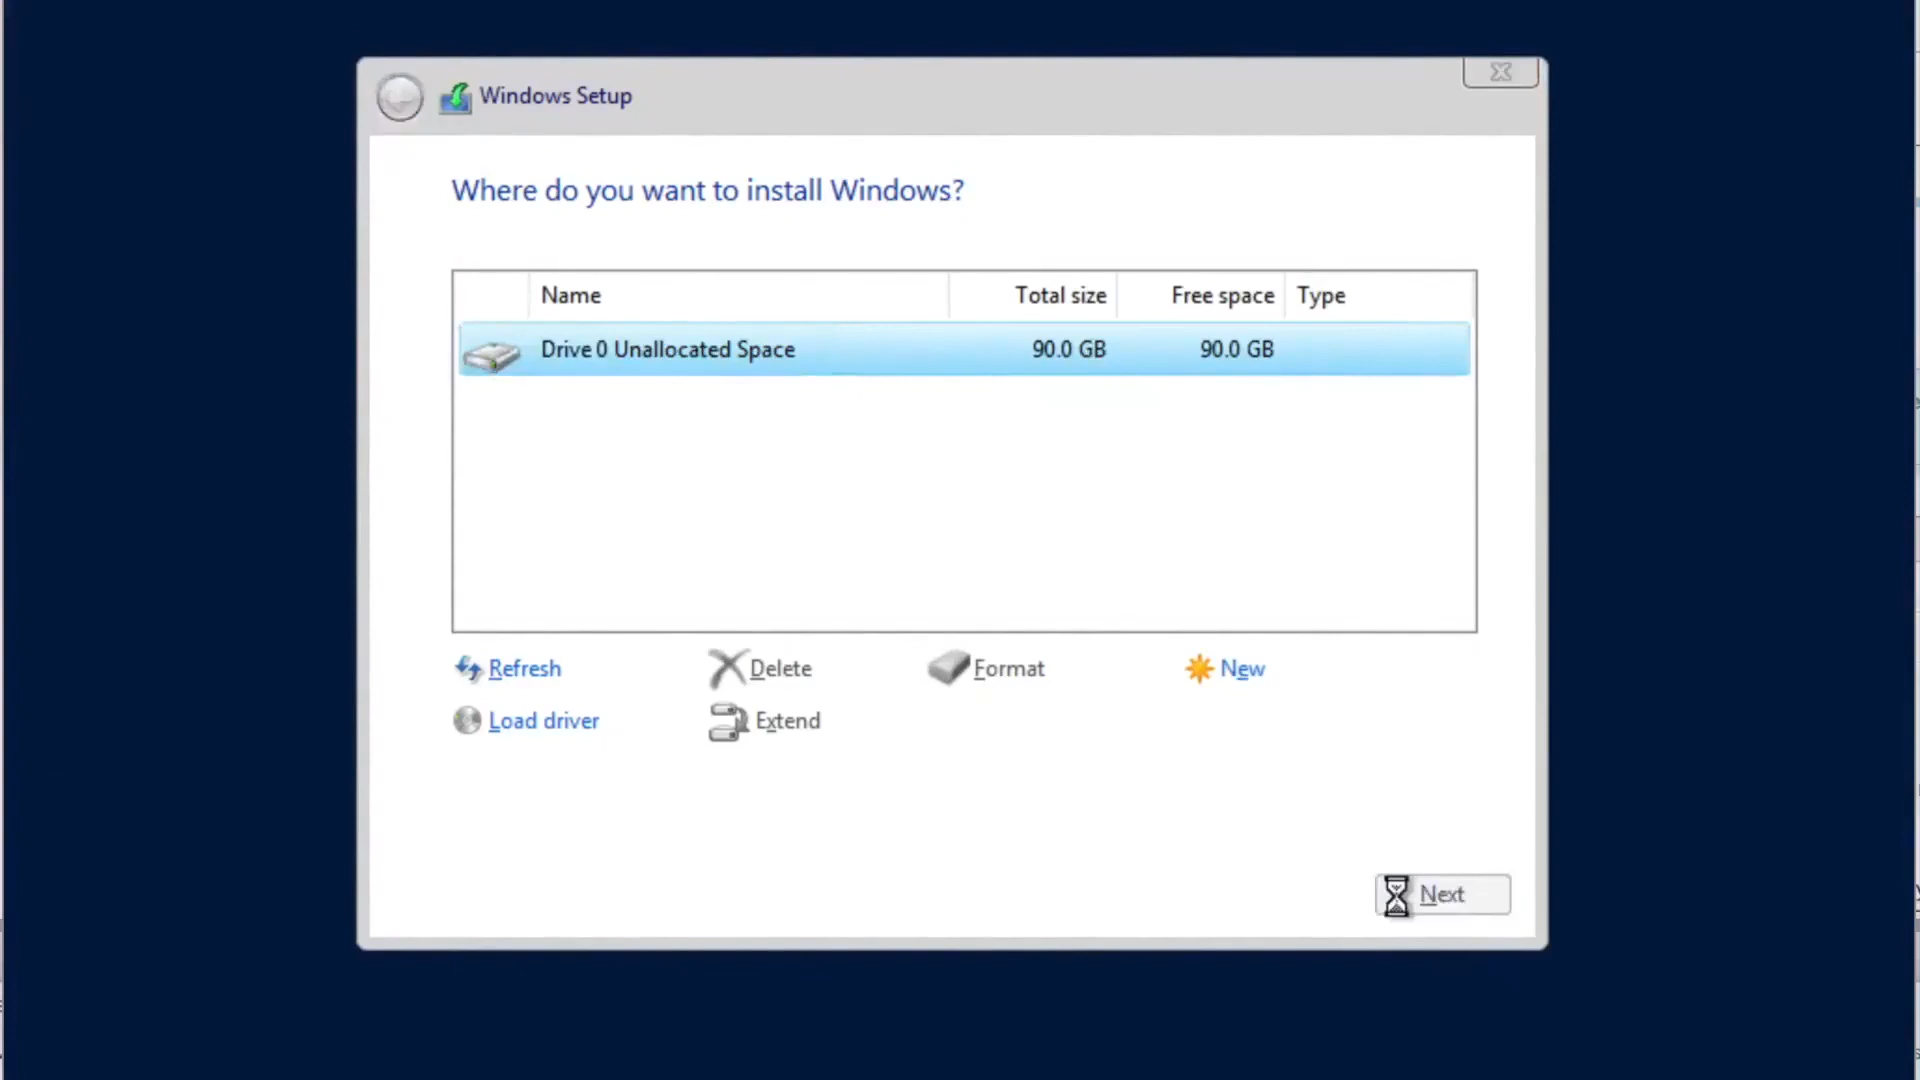 Windows Setup
Where do you want to install Windows?
Name Total size Free space Type
Drive 0 Unallocated Space 90.0 GB 90.0 GB
Refresh Delete Format New
Load driver Extend
Next